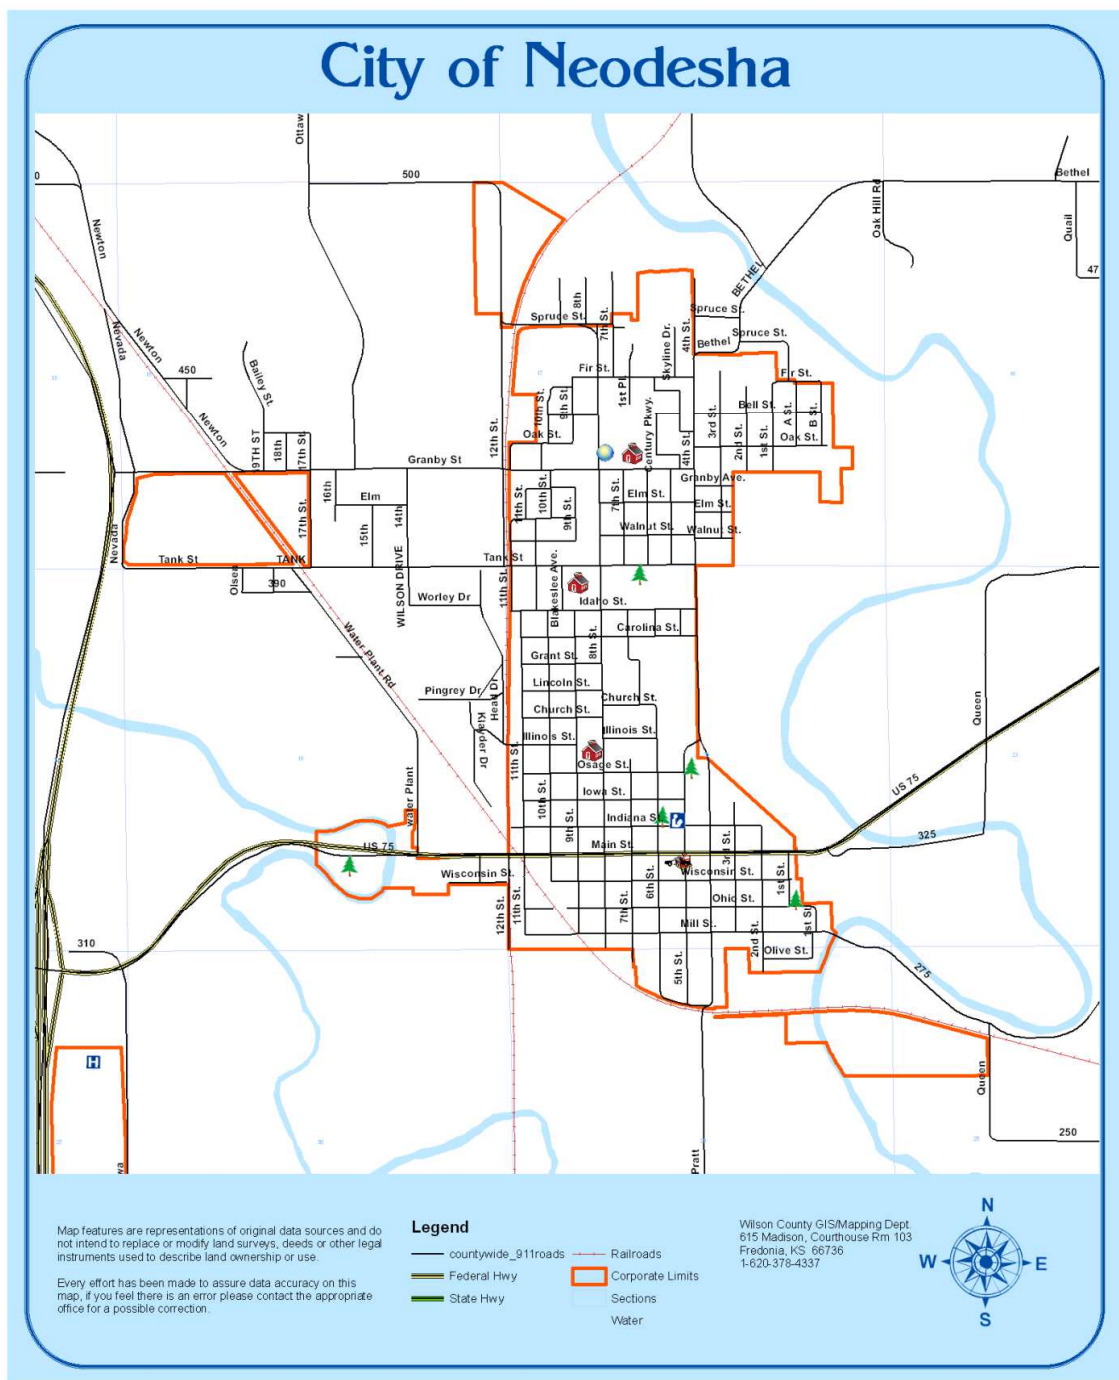 City of Neodesha
Ottaw
0
500
Bethel
Newton
Oak Hill Rd
Quail
47
BETHEL
8th
Spruce St.
7th St.
4th St.
Spruce St.
Spruce St.
Bethel
Nevada
Newton
Skyline Dr.
450
Bailey St.
Fir St.
1st Pl.
Fir St.
Newton
10th St.
9th St.
Century Pkwy.
3rd St.
Bell St.
A St.
B St.
12th St.
Oak St.
4th St.
2nd St.
1st St.
Oak St.
19TH ST
18th
17th St.
Granby St
Granby Ave.
16th
Elm
14th
11th St.
10th St.
9th St.
7th St.
Elm St.
Elm St.
17th St.
15th
Walnut St.
Walnut St.
Nevada
Tank St
TANK
Tank St
Olsen
390
WILSON DRIVE
Worley Dr
11th St.
Blakeslee Ave.
Idaho St.
Carolina St.
8th St.
Water Plant Rd
Grant St.
Lincoln St.
Pingrey Dr
Head Dr
Church St.
Church St.
Queen
Klayder Dr
Illinois St.
Illinois St.
11th St.
Osage St.
water Plant
10th St.
Iowa St.
US 75
9th St.
Indiana St.
325
US 75
Main St.
3rd St.
Wisconsin St.
6th St.
Wisconsin St.
1st St.
12th St.
11th St.
7th St.
Ohio St.
Mill St.
1st St.
310
2nd St.
Olive St.
5th St.
275
H
Queen
250
wa
Pratt
Map features are representations of original data sources and do
not intend to replace or modify land surveys, deeds or other legal
instruments used to describe land ownership or use.
Every effort has been made to assure data accuracy on this
map, if you feel there is an error please contact the appropriate
office for a possible correction.
Legend
countywide_911roads
Railroads
Federal Hwy
Corporate Limits
State Hwy
Sections
Water
Wilson County GIS/Mapping Dept.
615 Madison, Courthouse Rm 103
Fredonia, KS 66736
1-620-378-4337
N
W
E
S